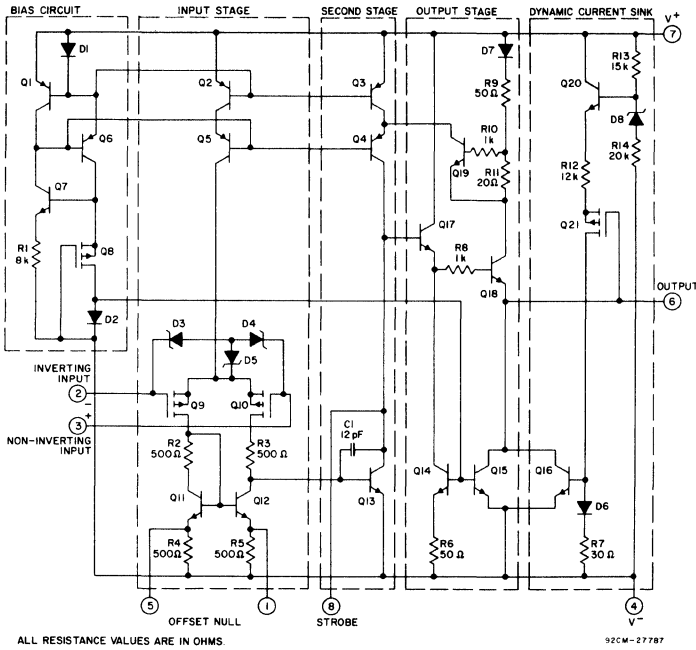 BIAS CIRCUIT
INPUT STAGE
SECOND STAGE
OUTPUT STAGE
DYNAMIC CURRENT SINK
V+
7
D1
Q1
Q2
Q3
D7
R9
50Ω
Q20
R13
15k
D8
Q6
Q5
Q4
R10
1k
Q19
R11
20Ω
R14
20k
R12
12k
Q7
Q17
Q21
R1
8k
Q8
R8
1k
Q18
OUTPUT
6
D2
D3
D4
D5
INVERTING
INPUT
2
−
Q9
Q10
+
3
NON-INVERTING
INPUT
C1
12pF
R2
500Ω
R3
500Ω
Q14
Q15
Q16
Q11
Q12
Q13
D6
R4
500Ω
R5
500Ω
R6
50Ω
R7
30Ω
5
1
8
4
OFFSET NULL
STROBE
V−
ALL RESISTANCE VALUES ARE IN OHMS.
92CM-27787